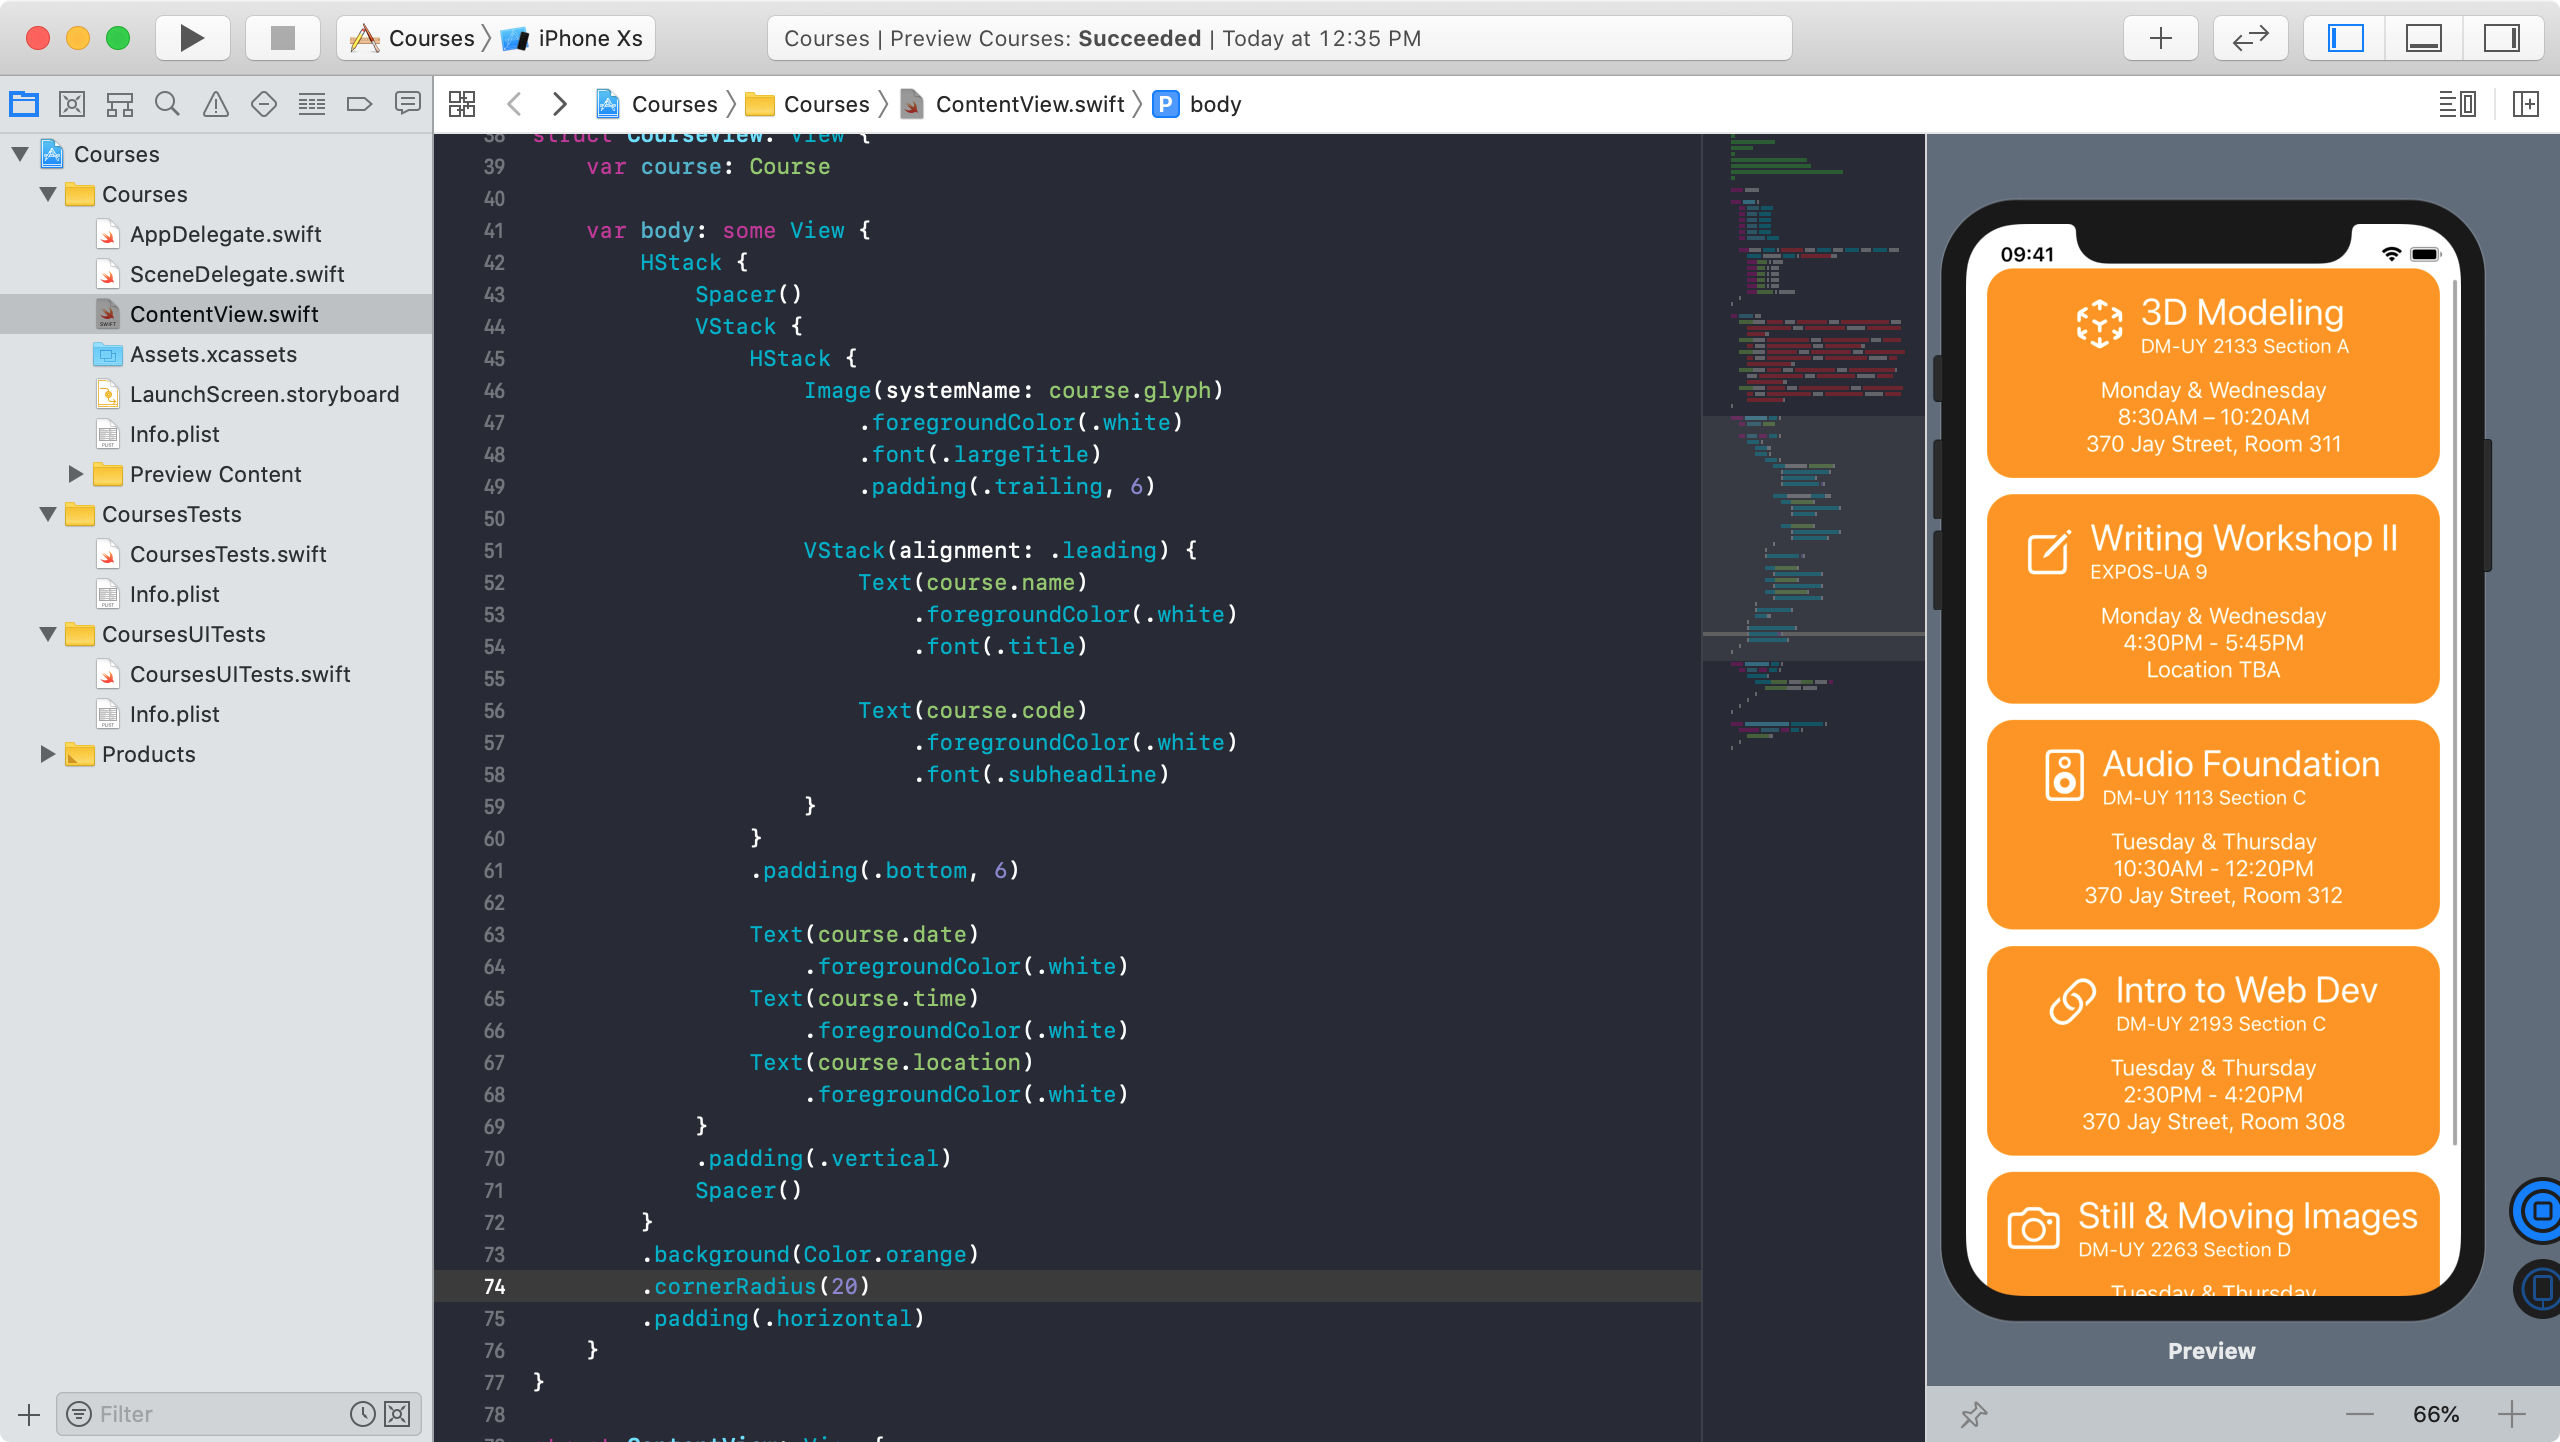 Courses
iPhone Xs
Courses | Preview Courses: Succeeded | Today at 12:35 PM
Courses
Courses
ContentView.swift
P
body
Courses
Courses
AppDelegate.swift
SceneDelegate.swift
ContentView.swift
Assets.xcassets
LaunchScreen.storyboard
Info.plist
Preview Content
CoursesTests
CoursesTests.swift
Info.plist
CoursesUITests
CoursesUITests.swift
Info.plist
Products
Filter
38 struct CourseView: View {
39 var course: Course
40
41 var body: some View {
42 HStack {
43 Spacer()
44 VStack {
45 HStack {
46 Image(systemName: course.glyph)
47 .foregroundColor(.white)
48 .font(.largeTitle)
49 .padding(.trailing, 6)
50
51 VStack(alignment: .leading) {
52 Text(course.name)
53 .foregroundColor(.white)
54 .font(.title)
55
56 Text(course.code)
57 .foregroundColor(.white)
58 .font(.subheadline)
59 }
60 }
61 .padding(.bottom, 6)
62
63 Text(course.date)
64 .foregroundColor(.white)
65 Text(course.time)
66 .foregroundColor(.white)
67 Text(course.location)
68 .foregroundColor(.white)
69 }
70 .padding(.vertical)
71 Spacer()
72 }
73 .background(Color.orange)
74 .cornerRadius(20)
75 .padding(.horizontal)
76 }
77 }
78
79 struct ContentView: View {
09:41
3D Modeling
DM-UY 2133 Section A
Monday & Wednesday
8:30AM – 10:20AM
370 Jay Street, Room 311
Writing Workshop II
EXPOS-UA 9
Monday & Wednesday
4:30PM - 5:45PM
Location TBA
Audio Foundation
DM-UY 1113 Section C
Tuesday & Thursday
10:30AM - 12:20PM
370 Jay Street, Room 312
Intro to Web Dev
DM-UY 2193 Section C
Tuesday & Thursday
2:30PM - 4:20PM
370 Jay Street, Room 308
Still & Moving Images
DM-UY 2263 Section D
Tuesday & Thursday
Preview
66%